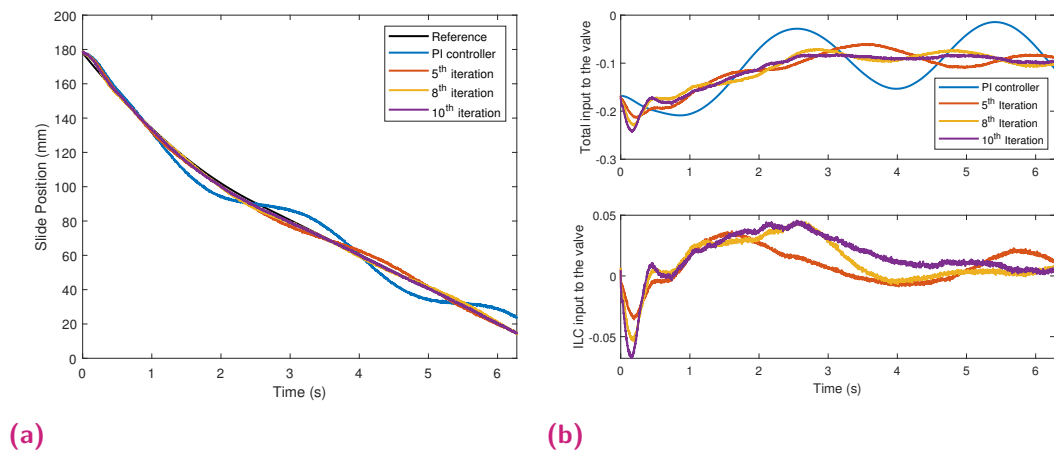 200
180
160
140
120
100
80
60
40
20
0
Slide Position (mm)
0 1 2 3 4 5 6
Time (s)
Reference
PI controller
5th iteration
8th iteration
10th iteration
(a)
0
-0.1
-0.2
-0.3
Total input to the valve
0 1 2 3 4 5 6
PI controller
5th Iteration
8th Iteration
10th Iteration
0.05
0
-0.05
ILC input to the valve
0 1 2 3 4 5 6
Time (s)
(b)